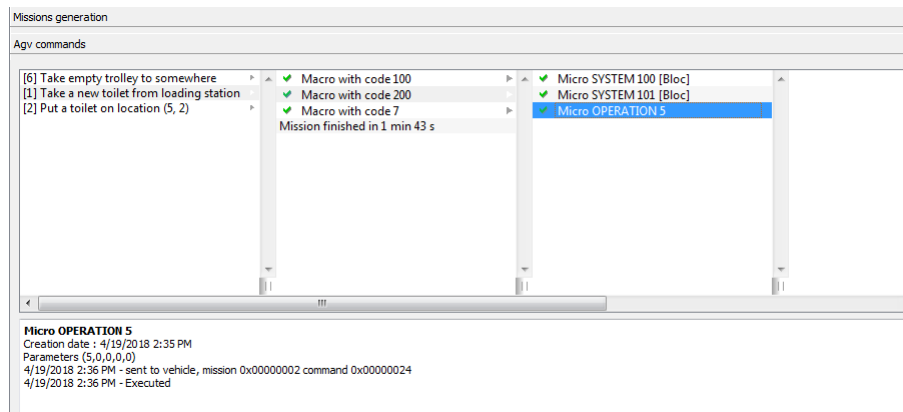 Missions generation
Agv commands
[6] Take empty trolley to somewhere
[1] Take a new toilet from loading station
[2] Put a toilet on location (5, 2)
Macro with code 100
Macro with code 200
Macro with code 7
Mission finished in 1 min 43 s
Micro SYSTEM 100 [Bloc]
Micro SYSTEM 101 [Bloc]
Micro OPERATION 5
Micro OPERATION 5
Creation date : 4/19/2018 2:35 PM
Parameters (5,0,0,0,0)
4/19/2018 2:36 PM - sent to vehicle, mission 0x00000002 command 0x00000024
4/19/2018 2:36 PM - Executed